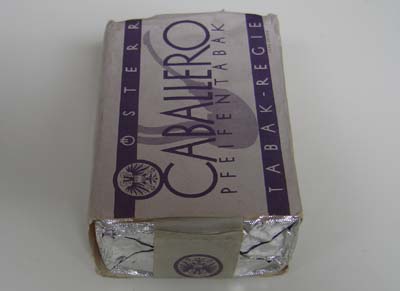 ÖSTERR
CABALLERO
PFEIFENTABAK
TABAK-REGIE